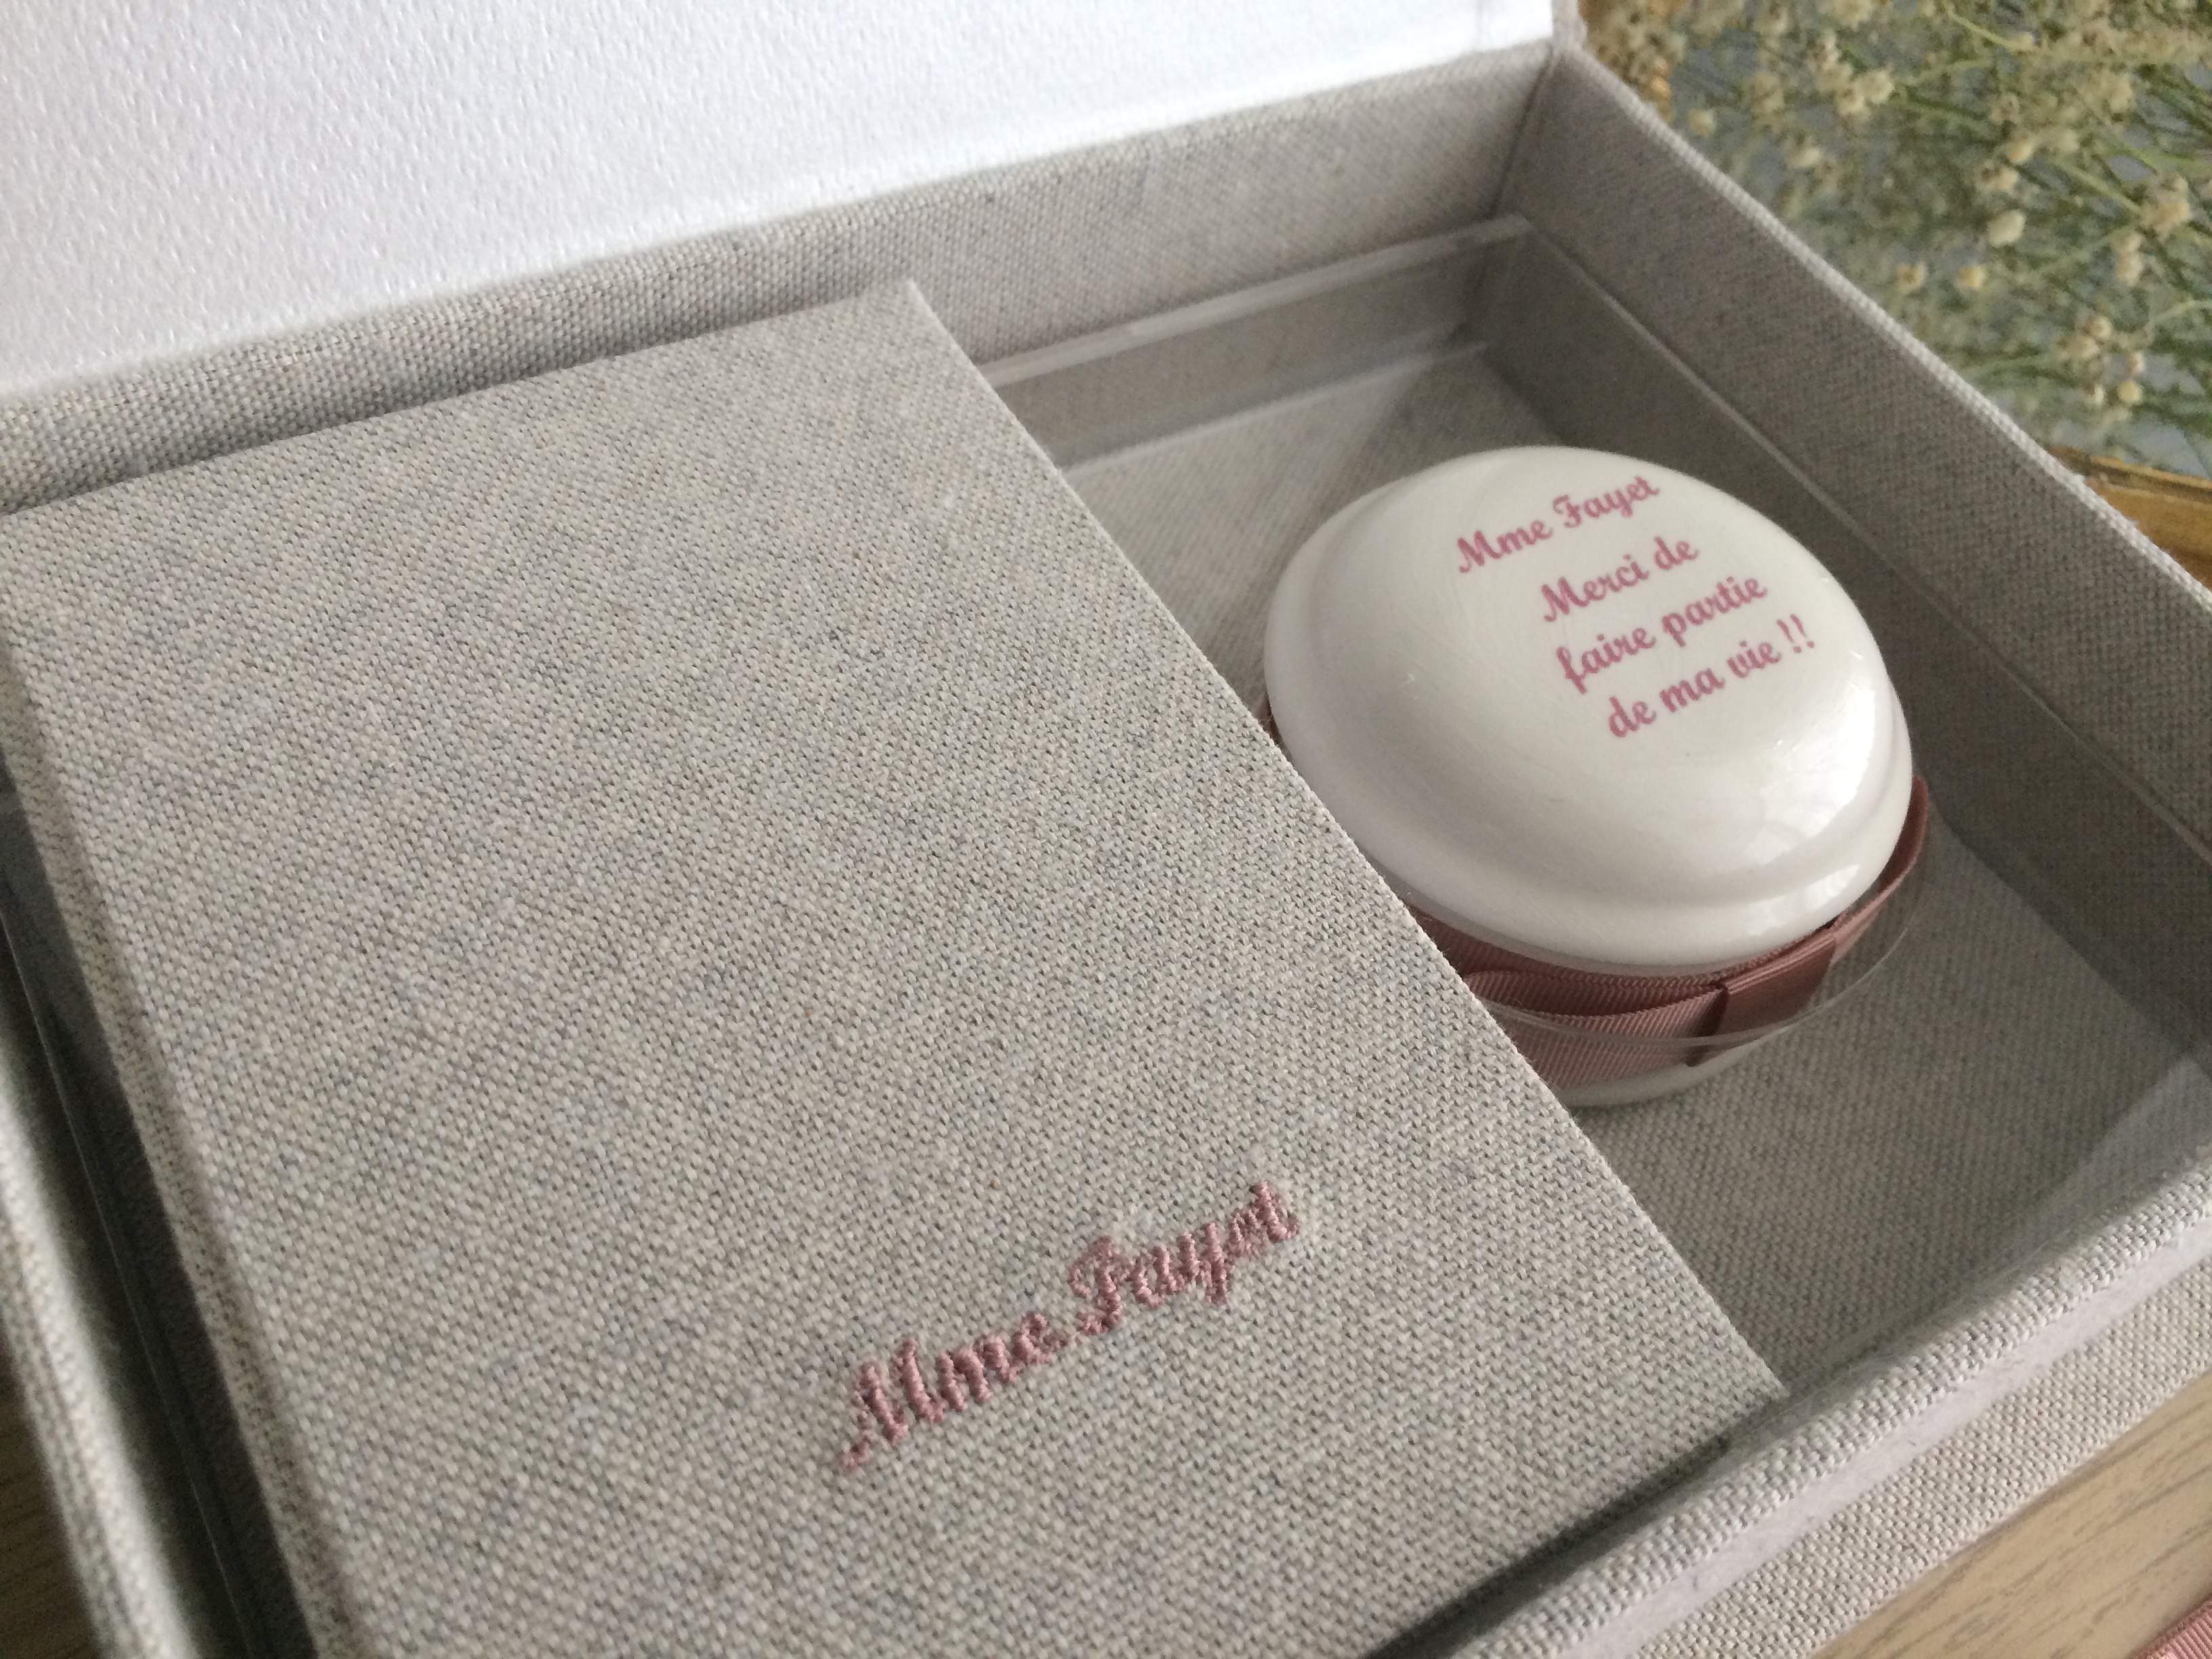 Mme Fayet
Merci de
faire partie
de ma vie !!
Mme Fayet